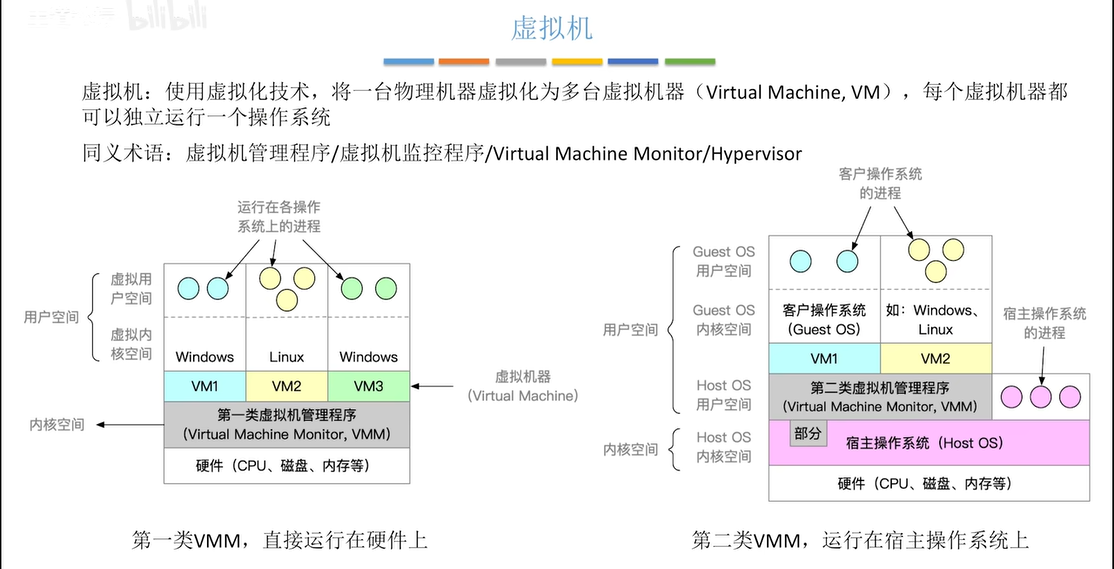 bilibili
虚拟机
虚拟机：使用虚拟化技术，将一台物理机器虚拟化为多台虚拟机器（Virtual Machine, VM），每个虚拟机器都
可以独立运行一个操作系统
同义术语：虚拟机管理程序/虚拟机监控程序/Virtual Machine Monitor/Hypervisor
运行在各操作
系统上的进程
用户空间
虚拟用
户空间
虚拟内
核空间
Windows
Linux
Windows
VM1
VM2
VM3
虚拟机器
(Virtual Machine)
内核空间
第一类虚拟机管理程序
(Virtual Machine Monitor, VMM)
硬件（CPU、磁盘、内存等）
第一类VMM，直接运行在硬件上
客户操作系统
的进程
用户空间
Guest OS
用户空间
Guest OS
内核空间
客户操作系统
(Guest OS)
如：Windows、
Linux
宿主操作系统
的进程
VM1
VM2
Host OS
用户空间
第二类虚拟机管理程序
(Virtual Machine Monitor, VMM)
内核空间
Host OS
内核空间
部分
宿主操作系统（Host OS）
硬件（CPU、磁盘、内存等）
第二类VMM，运行在宿主操作系统上